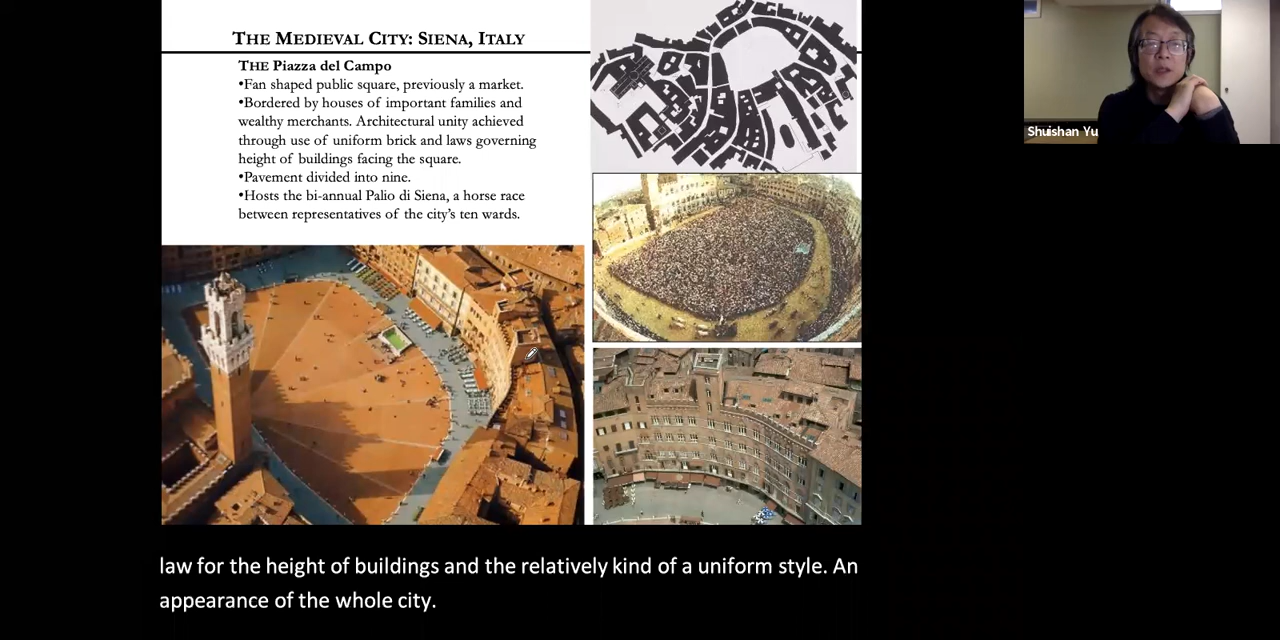 THE MEDIEVAL CITY: SIENA, ITALY
THE Piazza del Campo
•Fan shaped public square, previously a market.
•Bordered by houses of important families and
wealthy merchants. Architectural unity achieved
through use of uniform brick and laws governing
height of buildings facing the square.
•Pavement divided into nine.
•Hosts the bi-annual Palio di Siena, a horse race
between representatives of the city's ten wards.
Shuishan Yu
law for the height of buildings and the relatively kind of a uniform style. An
appearance of the whole city.